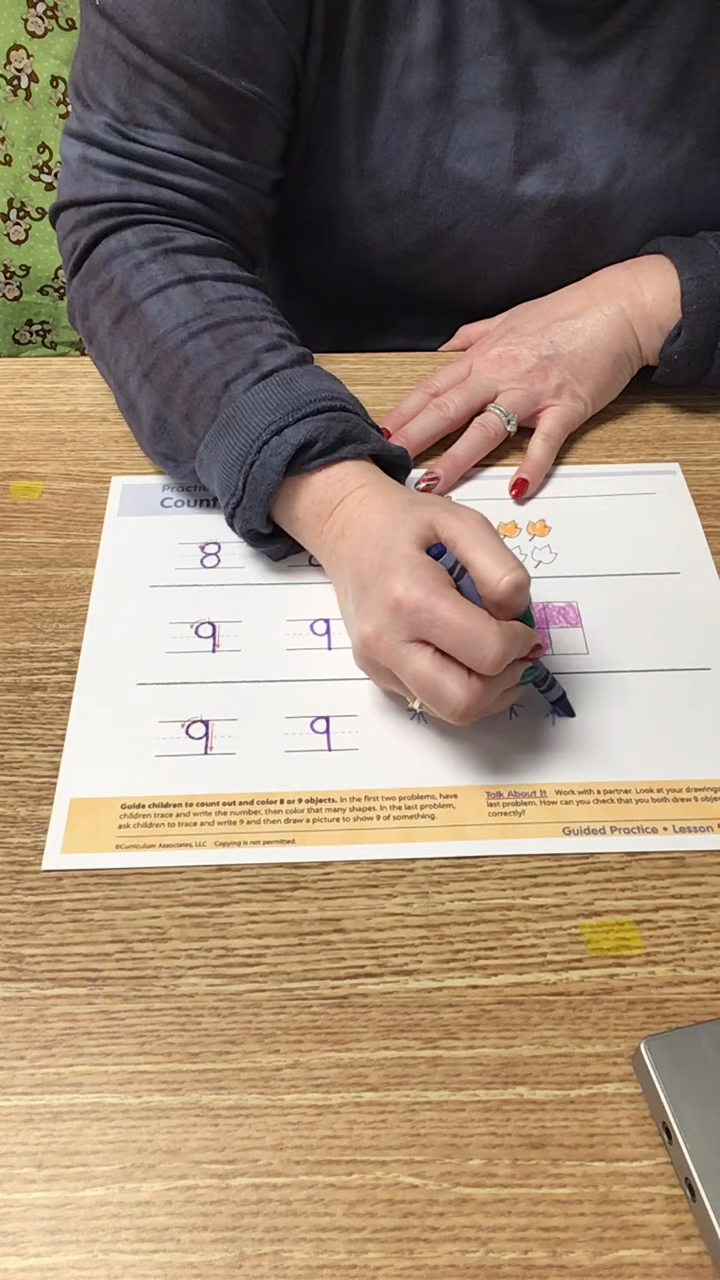 Count
8
9 9
9 9
Guide children to count out and color 8 or 9 objects. In the first two problems, have
children trace and write the number, then color that many shapes. In the last problem,
ask children to trace and write 9 and then draw a picture to show 9 of something.
Talk About It Work with a partner. Look at your drawings
last problem. How can you check that you both drew 9
correctly?
Guided Practice • Lesson
©Curriculum Associates, LLC Copying is not permitted.